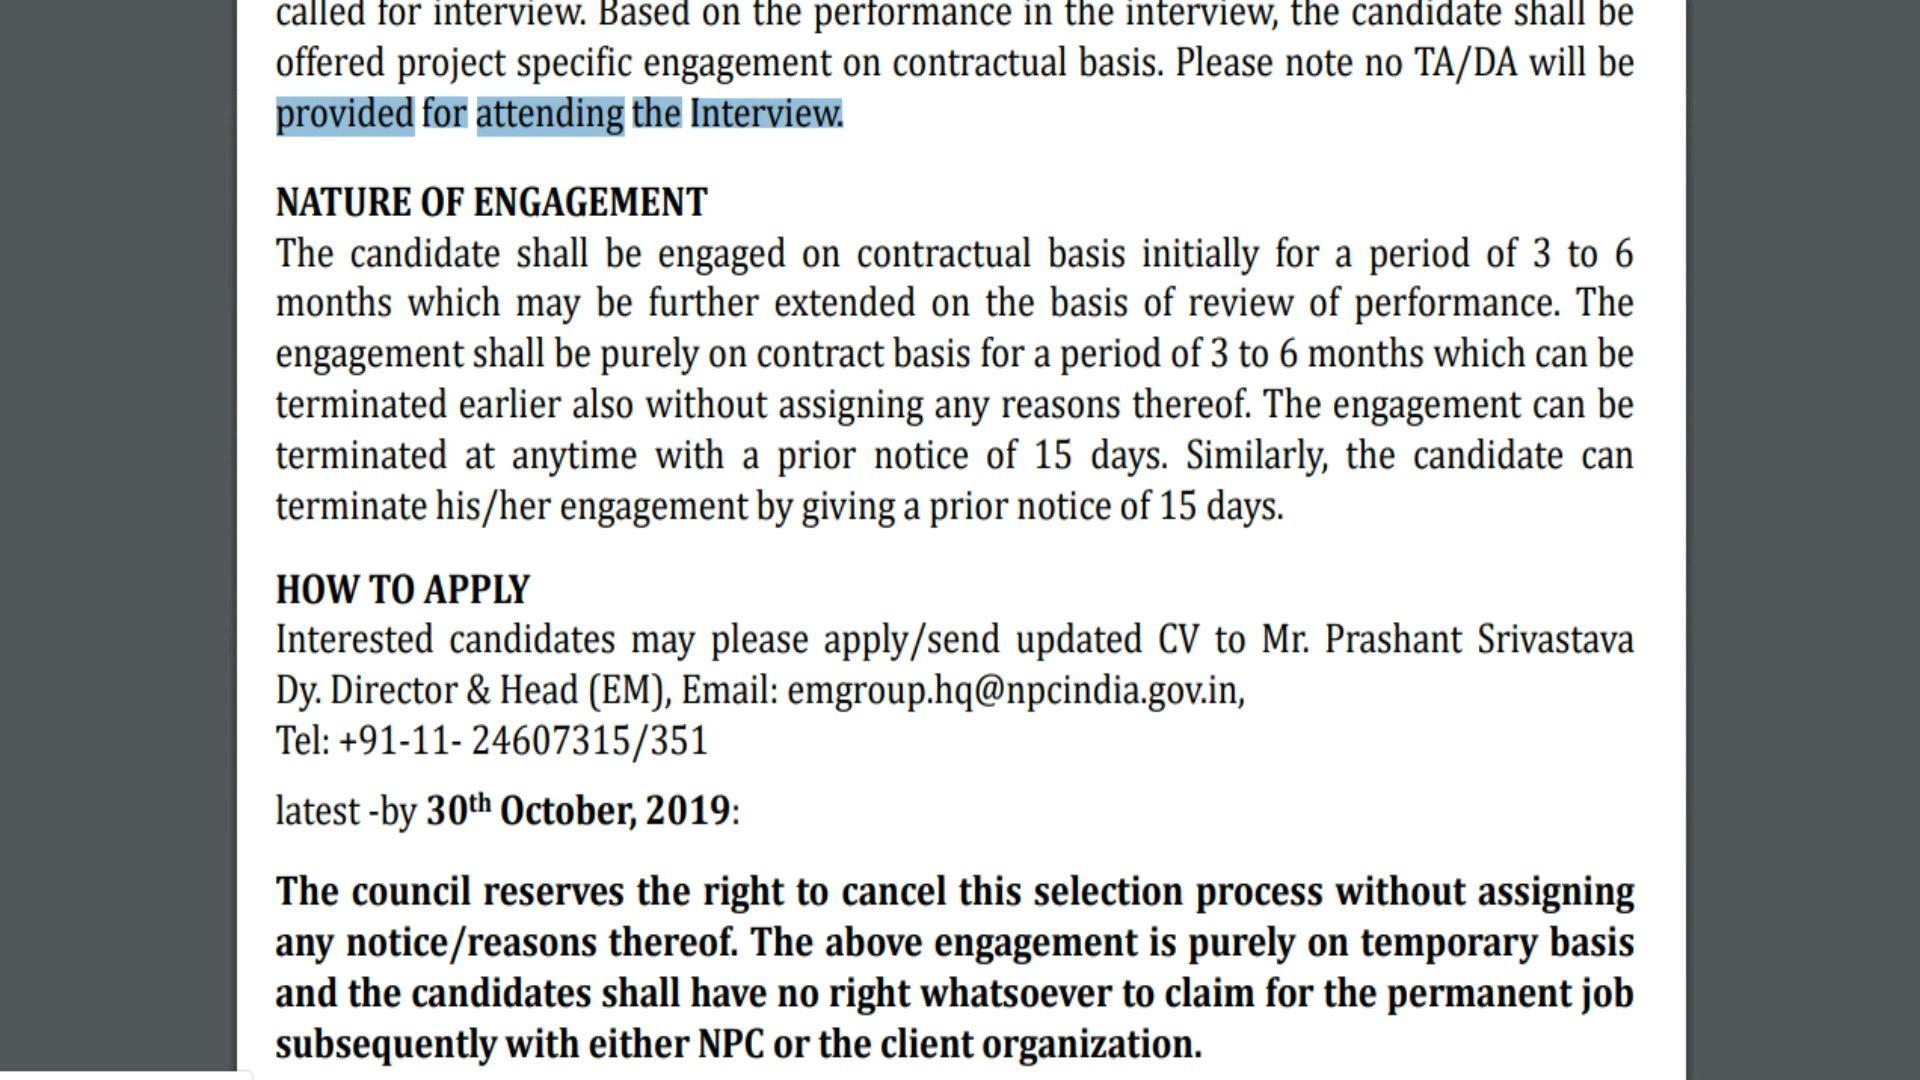 called for interview. Based on the performance in the interview, the candidate shall be
offered project specific engagement on contractual basis. Please note no TA/DA will be
provided for attending the Interview.
NATURE OF ENGAGEMENT
The candidate shall be engaged on contractual basis initially for a period of 3 to 6
months which may be further extended on the basis of review of performance. The
engagement shall be purely on contract basis for a period of 3 to 6 months which can be
terminated earlier also without assigning any reasons thereof. The engagement can be
terminated at anytime with a prior notice of 15 days. Similarly, the candidate can
terminate his/her engagement by giving a prior notice of 15 days.
HOW TO APPLY
Interested candidates may please apply/send updated CV to Mr. Prashant Srivastava
Dy. Director & Head (EM), Email: emgroup.hq@npcindia.gov.in,
Tel: +91-11- 24607315/351
latest -by 30th October, 2019:
The council reserves the right to cancel this selection process without assigning
any notice/reasons thereof. The above engagement is purely on temporary basis
and the candidates shall have no right whatsoever to claim for the permanent job
subsequently with either NPC or the client organization.